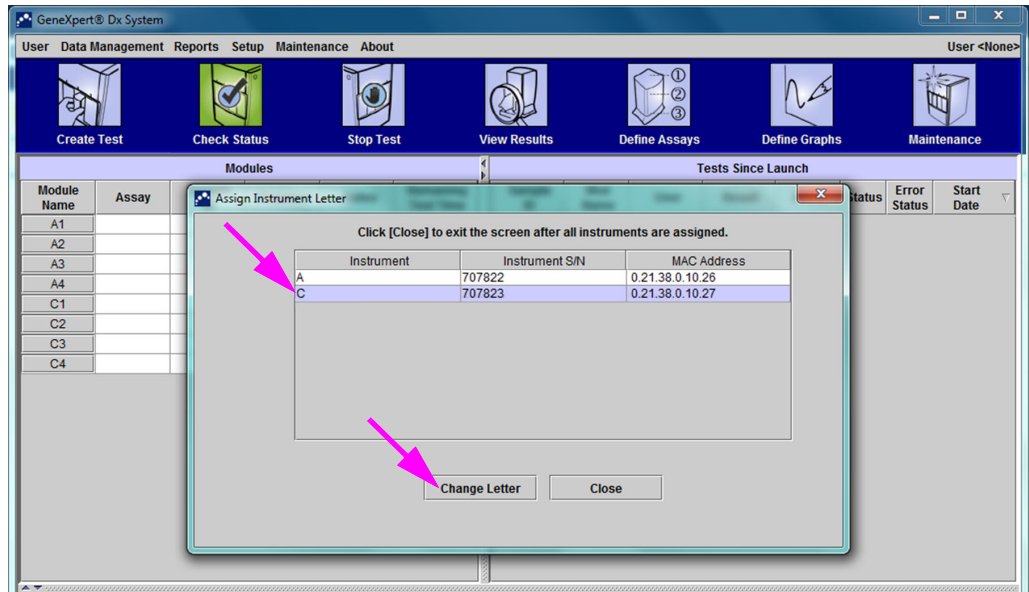 GeneXpert® Dx System
User Data Management Reports Setup Maintenance About User <None>
Create Test Check Status Stop Test View Results Define Assays Define Graphs Maintenance
Modules Tests Since Launch
Module Name Assay Status Error Status Start Date
Assign Instrument Letter
Click [Close] to exit the screen after all instruments are assigned.
Instrument Instrument S/N MAC Address
A 707822 0.21.38.0.10.26
C 707823 0.21.38.0.10.27
Change Letter Close
A1
A2
A3
A4
C1
C2
C3
C4